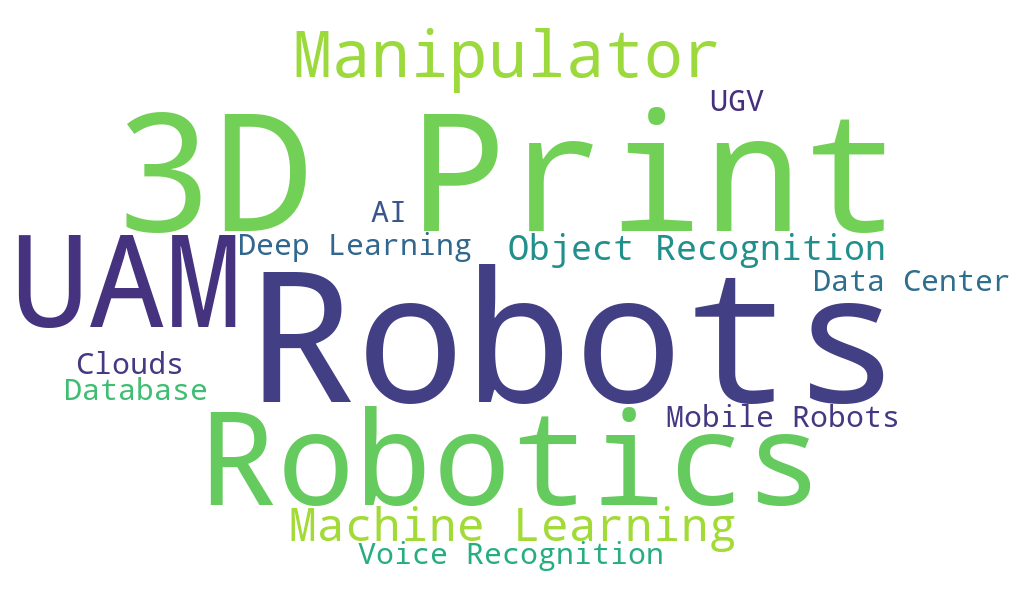 Manipulator
UGV
3D Print
AI
Deep Learning
Object Recognition
UAM
Data Center
Robots
Clouds
Database
Mobile Robots
Robotics
Machine Learning
Voice Recognition